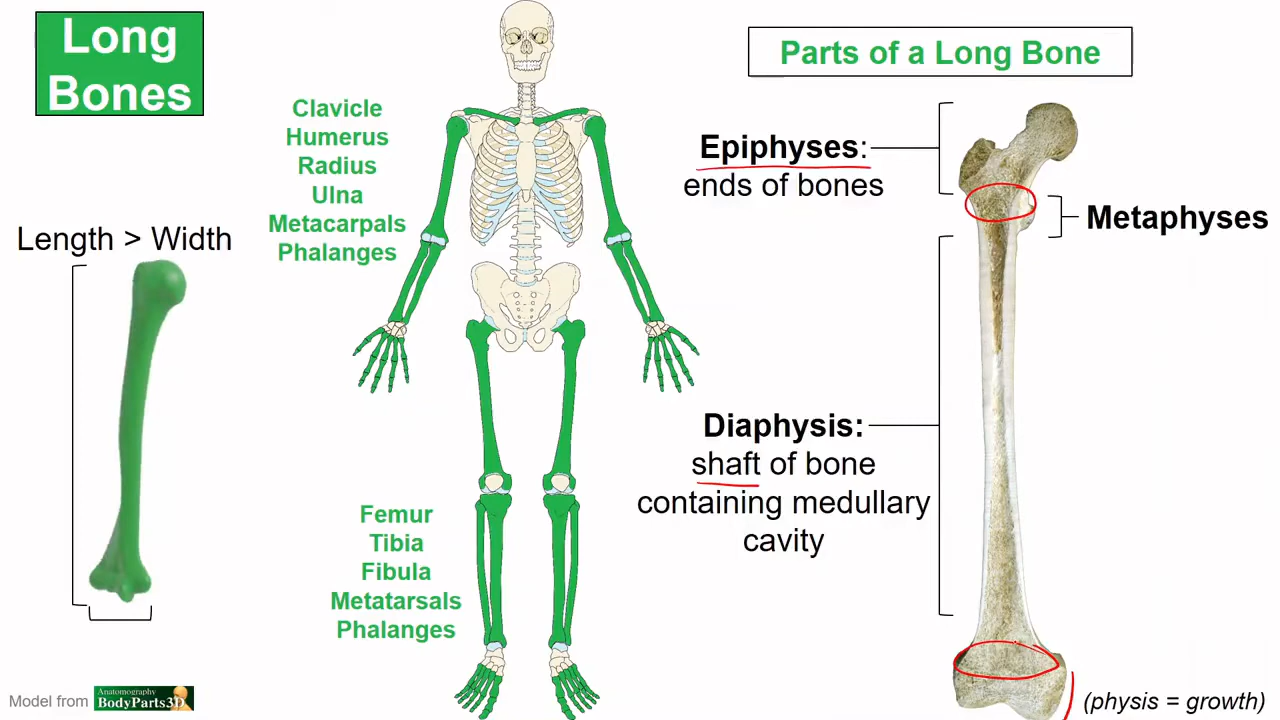 Long
Bones
Length > Width
Clavicle
Humerus
Radius
Ulna
Metacarpals
Phalanges
Femur
Tibia
Fibula
Metatarsals
Phalanges
Parts of a Long Bone
Epiphyses:
ends of bones
Metaphyses
Diaphysis:
shaft of bone
containing medullary
cavity
(physis = growth)
Model from
Anatomography
BodyParts3D